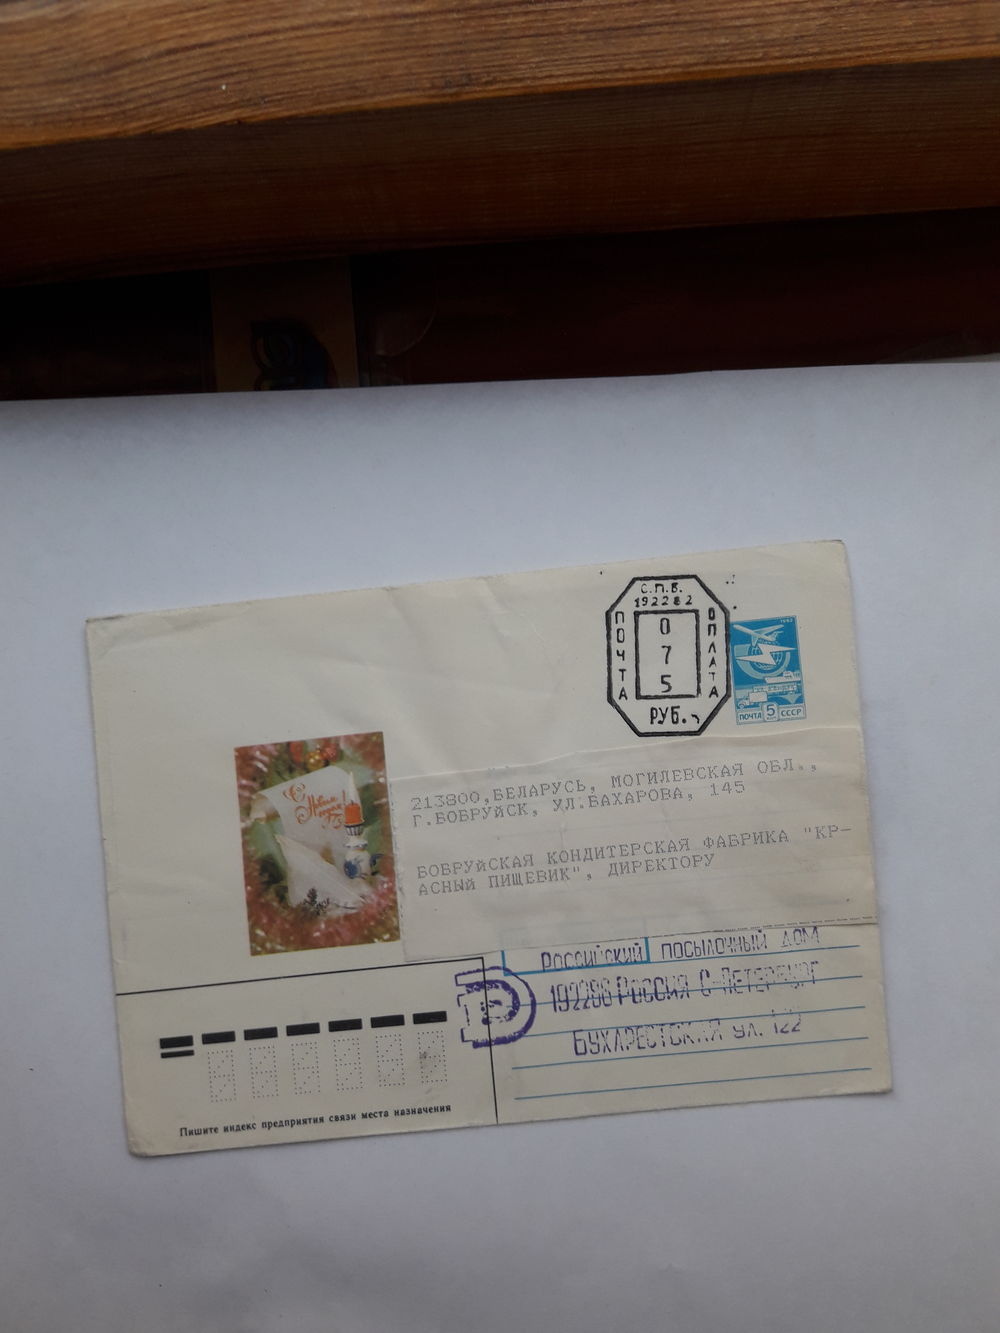 С.П.Б.
192282
ПОЧТА
0
7
5
ОПЛАТА
РУБ.
1982
ПОЧТА 5 СССР
С Новым
годом!
213800,БЕЛАРУСЬ, МОГИЛЕВСКАЯ ОБЛ.,
Г.БОБРУЙСК, УЛ.БАХАРОВА, 145
БОБРУЙСКАЯ КОНДИТЕРСКАЯ ФАБРИКА "КР-
АСНЫЙ ПИЩЕВИК", ДИРЕКТОРУ
РОССИЙСКИЙ ПОСЫЛОЧНЫЙ ДОМ
192286 РОССИЯ С-ПЕТЕРБУРГ
БУХАРЕСТСКАЯ УЛ. 122
Пишите индекс предприятия связи места назначения